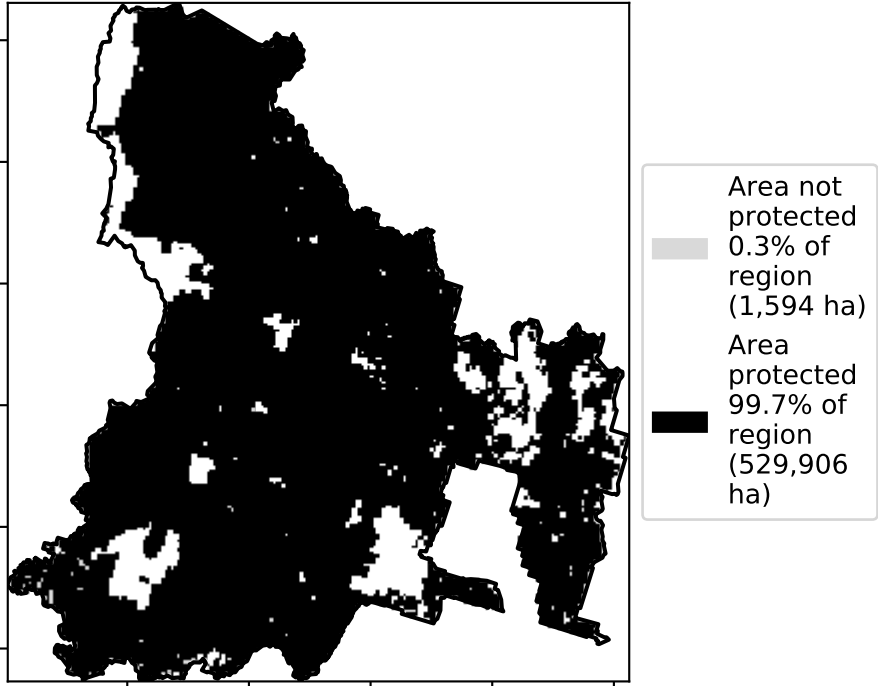 Area not
protected
0.3% of
region
(1,594 ha)
Area
protected
99.7% of
region
(529,906
ha)